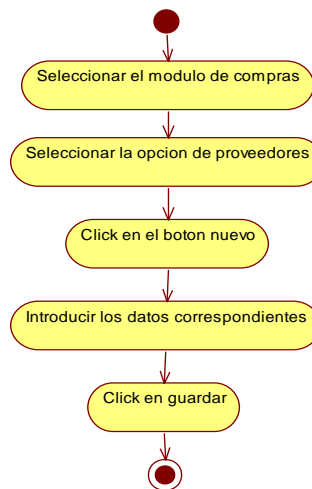 Seleccionar el modulo de compras
Seleccionar la opcion de proveedores
Click en el boton nuevo
Introducir los datos correspondientes
Click en guardar